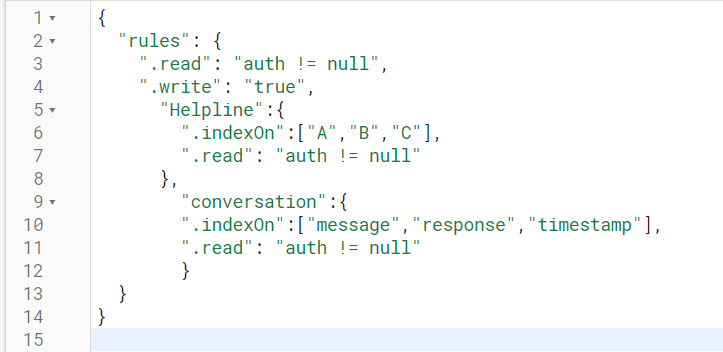 1 {
2 "rules": {
3 ".read": "auth != null",
4 ".write": "true",
5 "Helpline":{
6 ".indexOn":["A","B","C"],
7 ".read": "auth != null"
8 },
9 "conversation":{
10 ".indexOn":["message","response","timestamp"],
11 ".read": "auth != null"
12 }
13 }
14 }
15